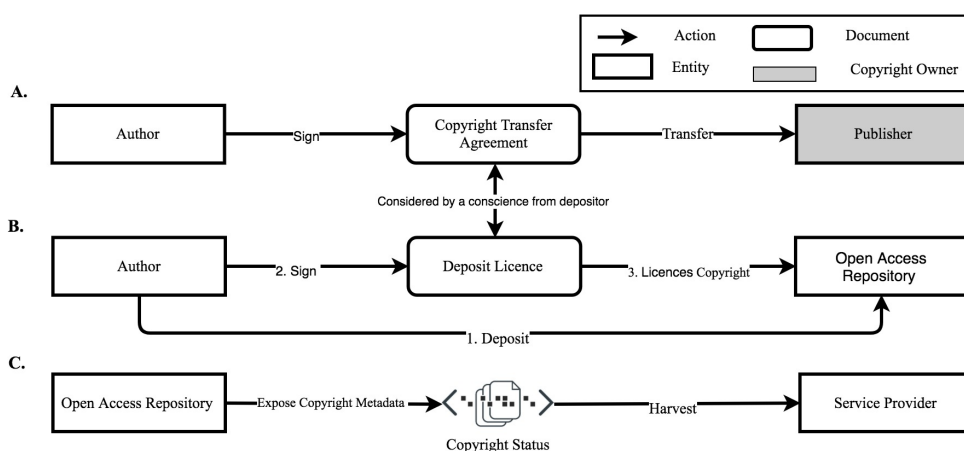 Action
Document
Entity
Copyright Owner
A.
Author
Sign
Copyright Transfer
Agreement
Transfer
Publisher
Considered by a conscience from depositor
B.
Author
2. Sign
Deposit Licence
3. Licences Copyright
Open Access
Repository
1. Deposit
C.
Open Access Repository
Expose Copyright Metadata
Copyright Status
Harvest
Service Provider